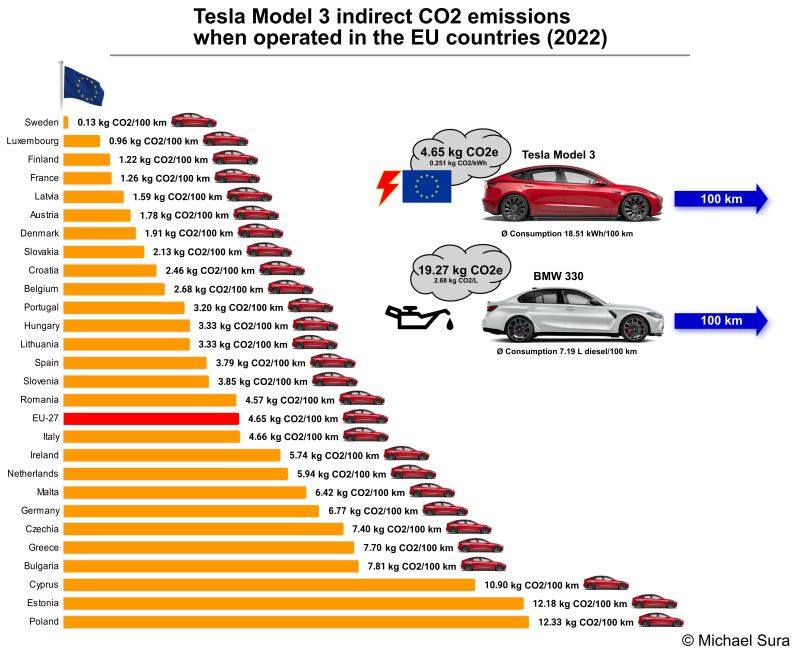 Tesla Model 3 indirect CO2 emissions
when operated in the EU countries (2022)
Sweden 0.13 kg CO2/100 km
Luxembourg 0.96 kg CO2/100 km
Finland 1.22 kg CO2/100 km
France 1.26 kg CO2/100 km
Latvia 1.59 kg CO2/100 km
Austria 1.78 kg CO2/100 km
Denmark 1.91 kg CO2/100 km
Slovakia 2.13 kg CO2/100 km
Croatia 2.46 kg CO2/100 km
Belgium 2.68 kg CO2/100 km
Portugal 3.20 kg CO2/100 km
Hungary 3.33 kg CO2/100 km
Lithuania 3.33 kg CO2/100 km
Spain 3.79 kg CO2/100 km
Slovenia 3.85 kg CO2/100 km
Romania 4.57 kg CO2/100 km
EU-27 4.65 kg CO2/100 km
Italy 4.66 kg CO2/100 km
Ireland 5.74 kg CO2/100 km
Netherlands 5.94 kg CO2/100 km
Malta 6.42 kg CO2/100 km
Germany 6.77 kg CO2/100 km
Czechia 7.40 kg CO2/100 km
Greece 7.70 kg CO2/100 km
Bulgaria 7.81 kg CO2/100 km
Cyprus 10.90 kg CO2/100 km
Estonia 12.18 kg CO2/100 km
Poland 12.33 kg CO2/100 km
4.65 kg CO2e
0.251 kg CO2/kWh
Tesla Model 3
100 km
Ø Consumption 18.51 kWh/100 km
19.27 kg CO2e
2.68 kg CO2/L
BMW 330
100 km
Ø Consumption 7.19 L diesel/100 km
© Michael Sura